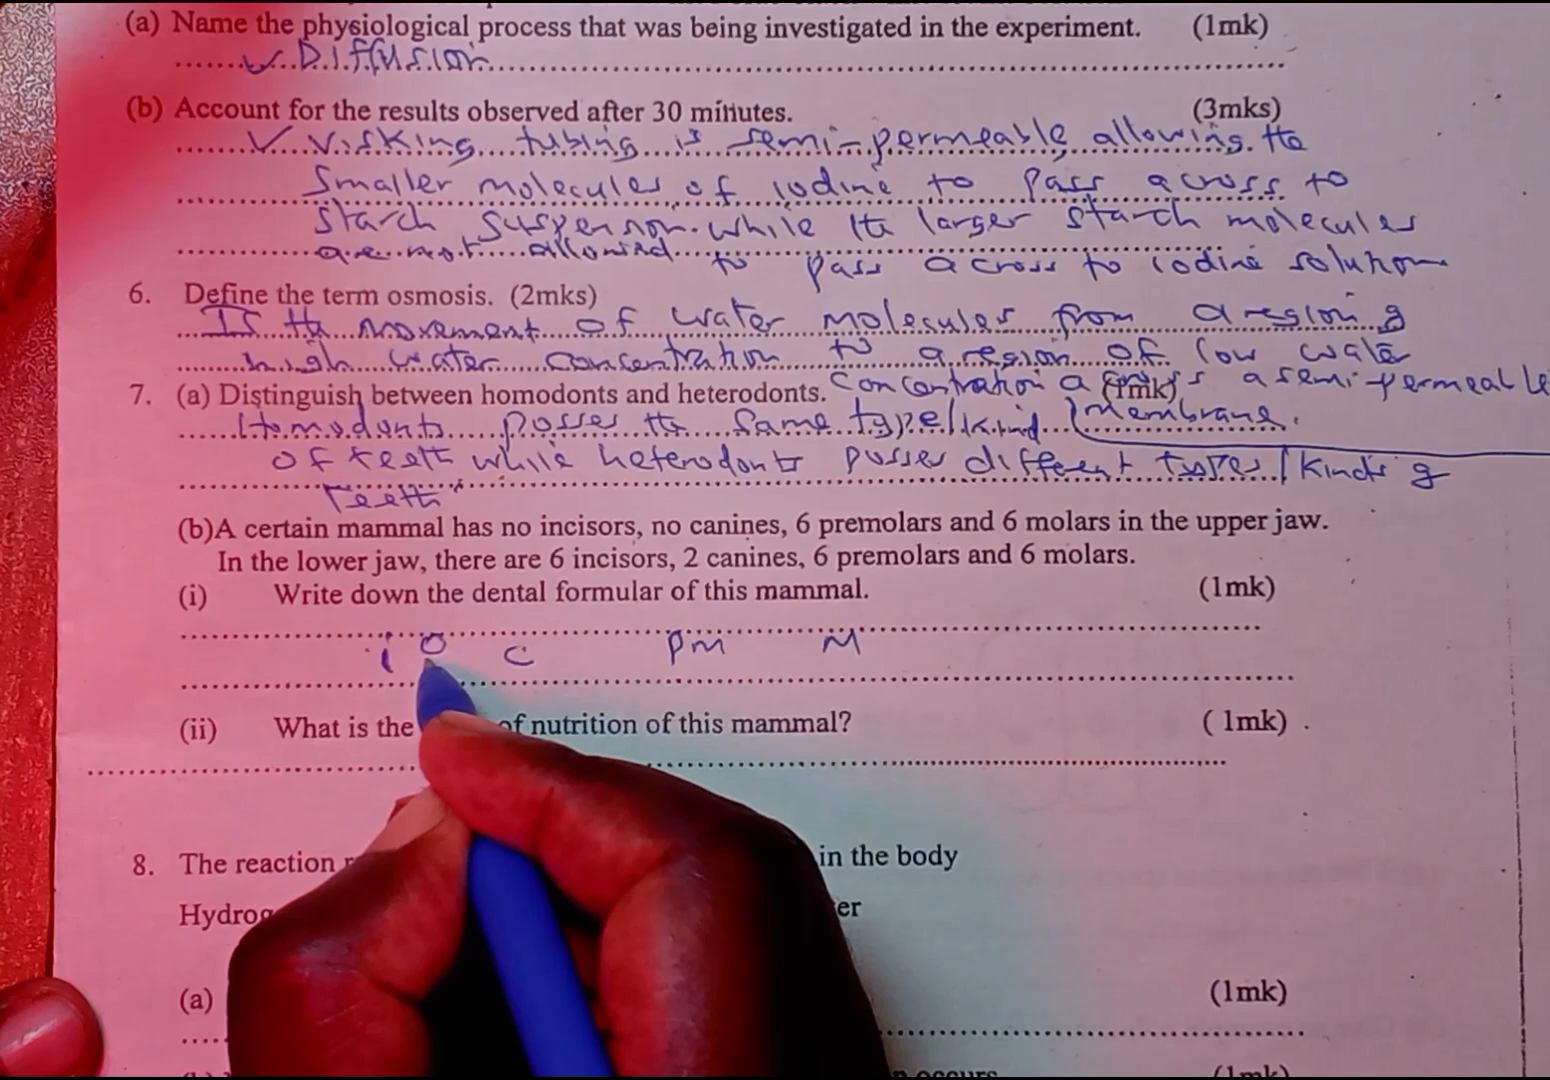 (a) Name the physiological process that was being investigated in the experiment. (1mk)
✓ Diffusion
(b) Account for the results observed after 30 minutes. (3mks)
✓ Visking tubing is semi-permeable allowing the
smaller molecules of iodine to pass across to
starch suspension while the larger starch molecules
are not allowed to pass across to iodine solution
6. Define the term osmosis. (2mks)
Is the movement of water molecules from a region of
high water concentration to a region of low water
concentration a semi-permeable
7. (a) Distinguish between homodonts and heterodonts. (1mk)
membrane.
Homodonts posses the same type/kind
of teeth while heterodonts posses different types/kinds of
teeth
(b)A certain mammal has no incisors, no canines, 6 premolars and 6 molars in the upper jaw.
In the lower jaw, there are 6 incisors, 2 canines, 6 premolars and 6 molars.
(i) Write down the dental formular of this mammal. (1mk)
i 0 c pm M
(ii) What is the of nutrition of this mammal? ( 1mk)
8. The reaction in the body
(a) (1mk)
occurs (1mk)